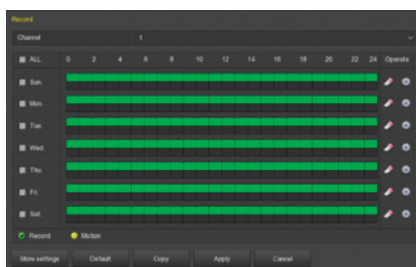 Record
Channel 1
ALL 0 2 4 6 8 10 12 14 16 18 20 22 24 Operate
Sun.
Mon.
Tue.
Wed.
Thu.
Fri.
Sat.
Record Motion
More settings Default Copy Apply Cancel